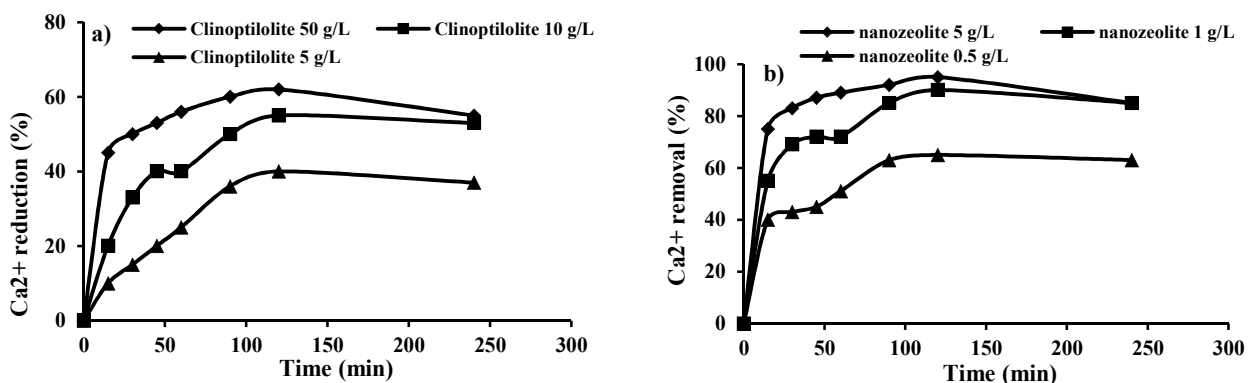 a)
Clinoptilolite 50 g/L
Clinoptilolite 10 g/L
Clinoptilolite 5 g/L
Ca2+ reduction (%)
80
60
40
20
0
0 50 100 150 200 250 300
Time (min)
b)
nanozeolite 5 g/L
nanozeolite 1 g/L
nanozeolite 0.5 g/L
Ca2+ removal (%)
100
80
60
40
20
0
0 50 100 150 200 250 300
Time (min)